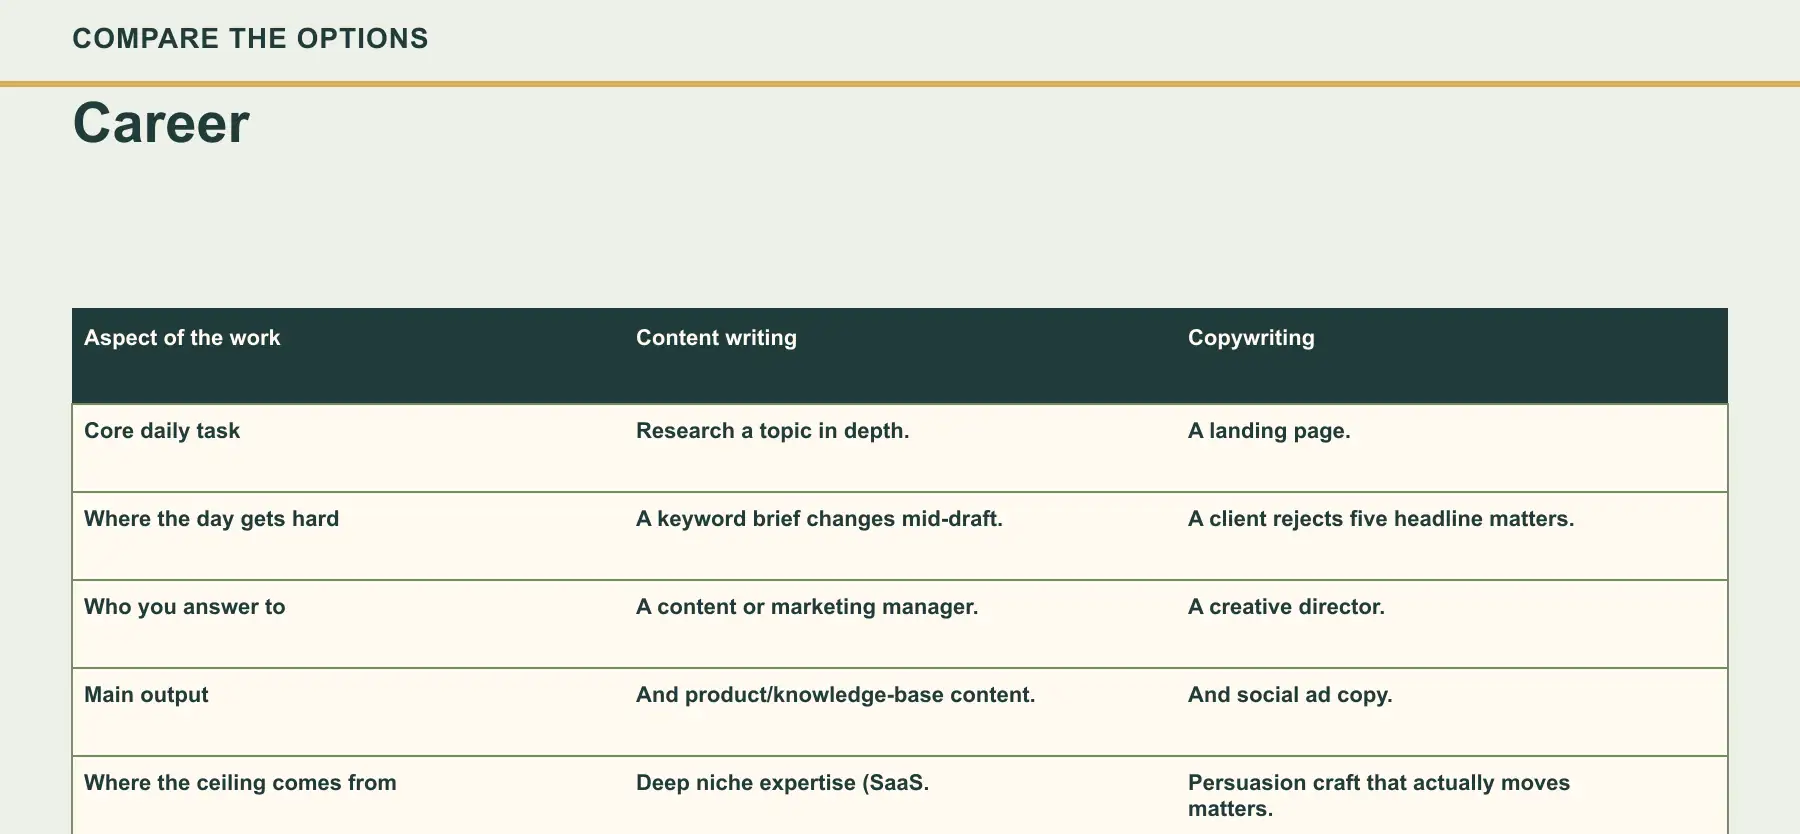 COMPARE THE OPTIONS
Career
Aspect of the work Content writing Copywriting
Core daily task Research a topic in depth. A landing page.
Where the day gets hard A keyword brief changes mid-draft. A client rejects five headline matters.
Who you answer to A content or marketing manager. A creative director.
Main output And product/knowledge-base content. And social ad copy.
Where the ceiling comes from Deep niche expertise (SaaS. Persuasion craft that actually moves
matters.